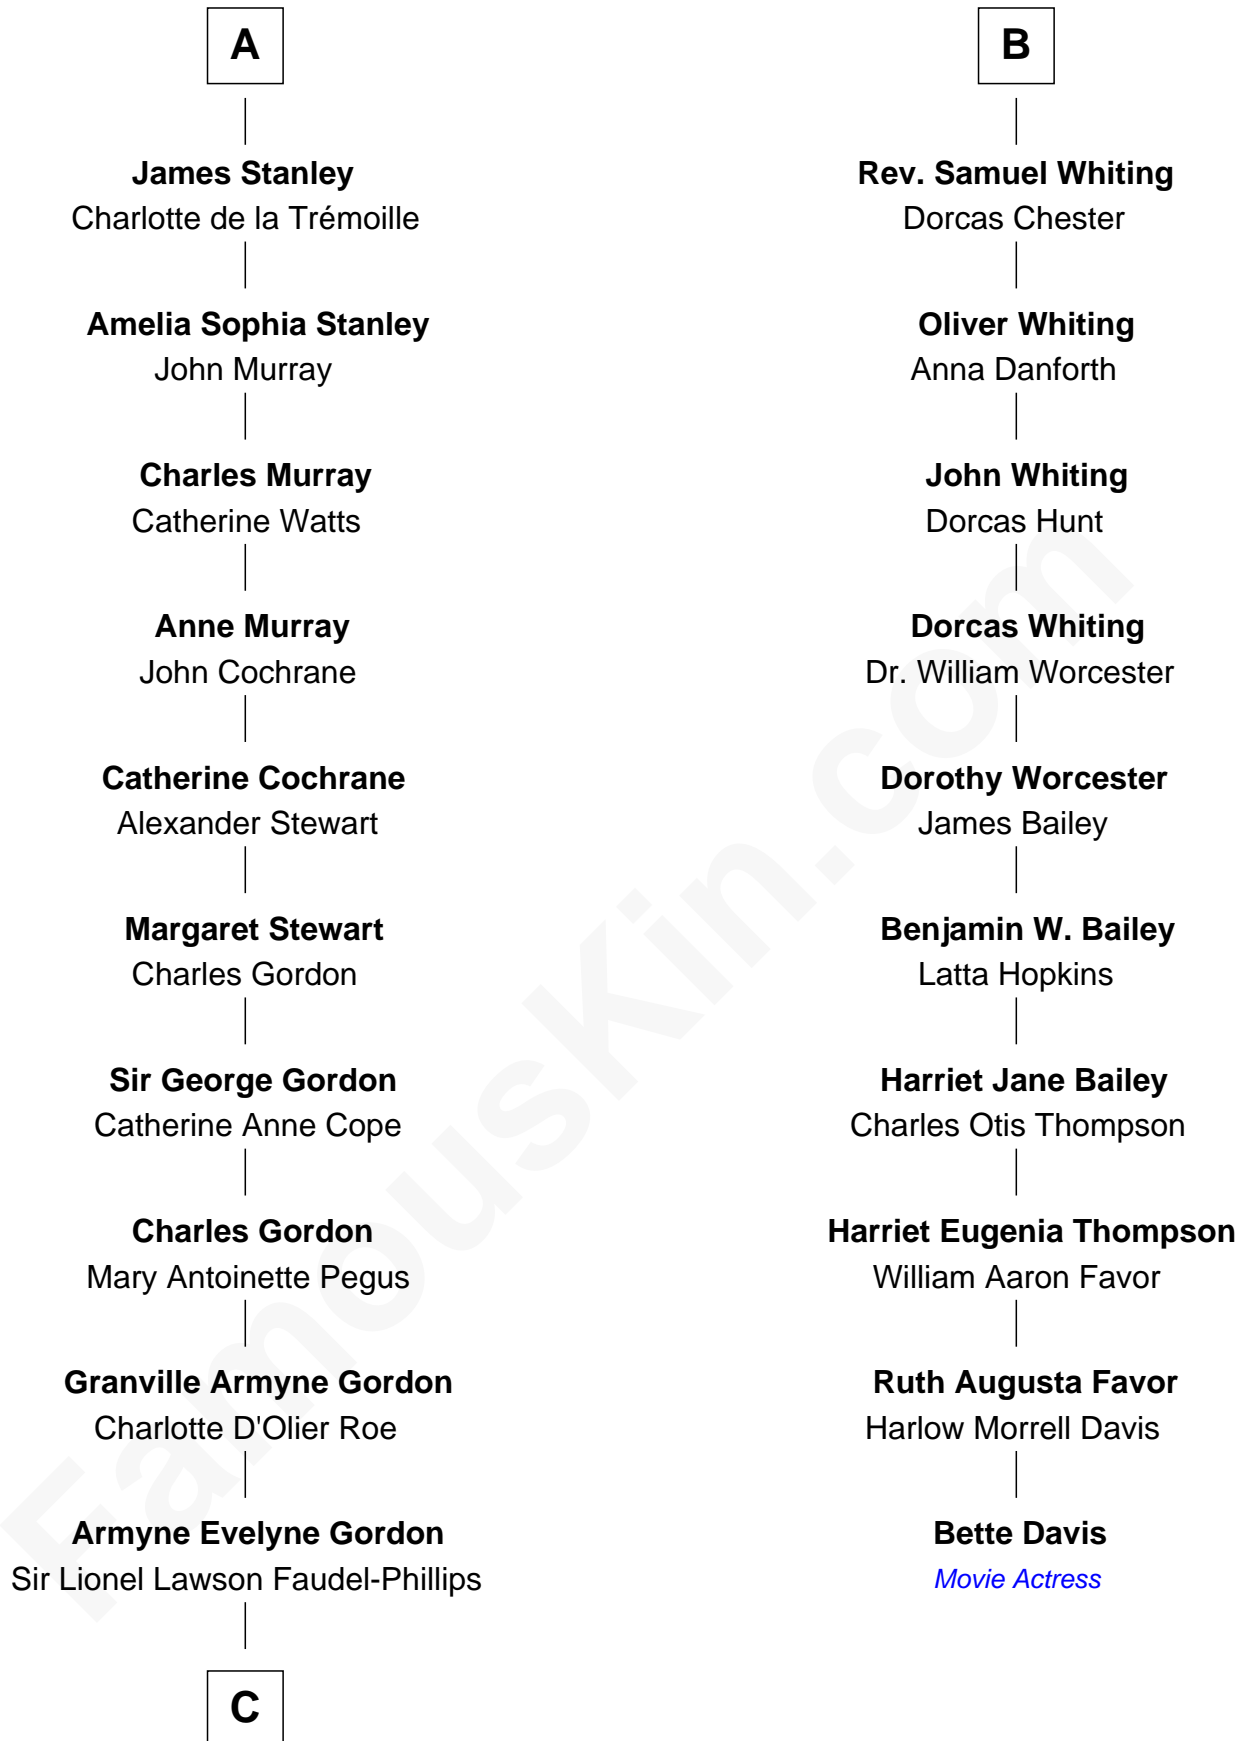 A
James Stanley
Charlotte de la Trémoille
Amelia Sophia Stanley
John Murray
Charles Murray
Catherine Watts
Anne Murray
John Cochrane
Catherine Cochrane
Alexander Stewart
Margaret Stewart
Charles Gordon
Sir George Gordon
Catherine Anne Cope
Charles Gordon
Mary Antoinette Pegus
Granville Armyne Gordon
Charlotte D'Olier Roe
Armyne Evelyne Gordon
Sir Lionel Lawson Faudel-Phillips
C
B
Rev. Samuel Whiting
Dorcas Chester
Oliver Whiting
Anna Danforth
John Whiting
Dorcas Hunt
Dorcas Whiting
Dr. William Worcester
Dorothy Worcester
James Bailey
Benjamin W. Bailey
Latta Hopkins
Harriet Jane Bailey
Charles Otis Thompson
Harriet Eugenia Thompson
William Aaron Favor
Ruth Augusta Favor
Harlow Morrell Davis
Bette Davis
Movie Actress
FamousKin.com